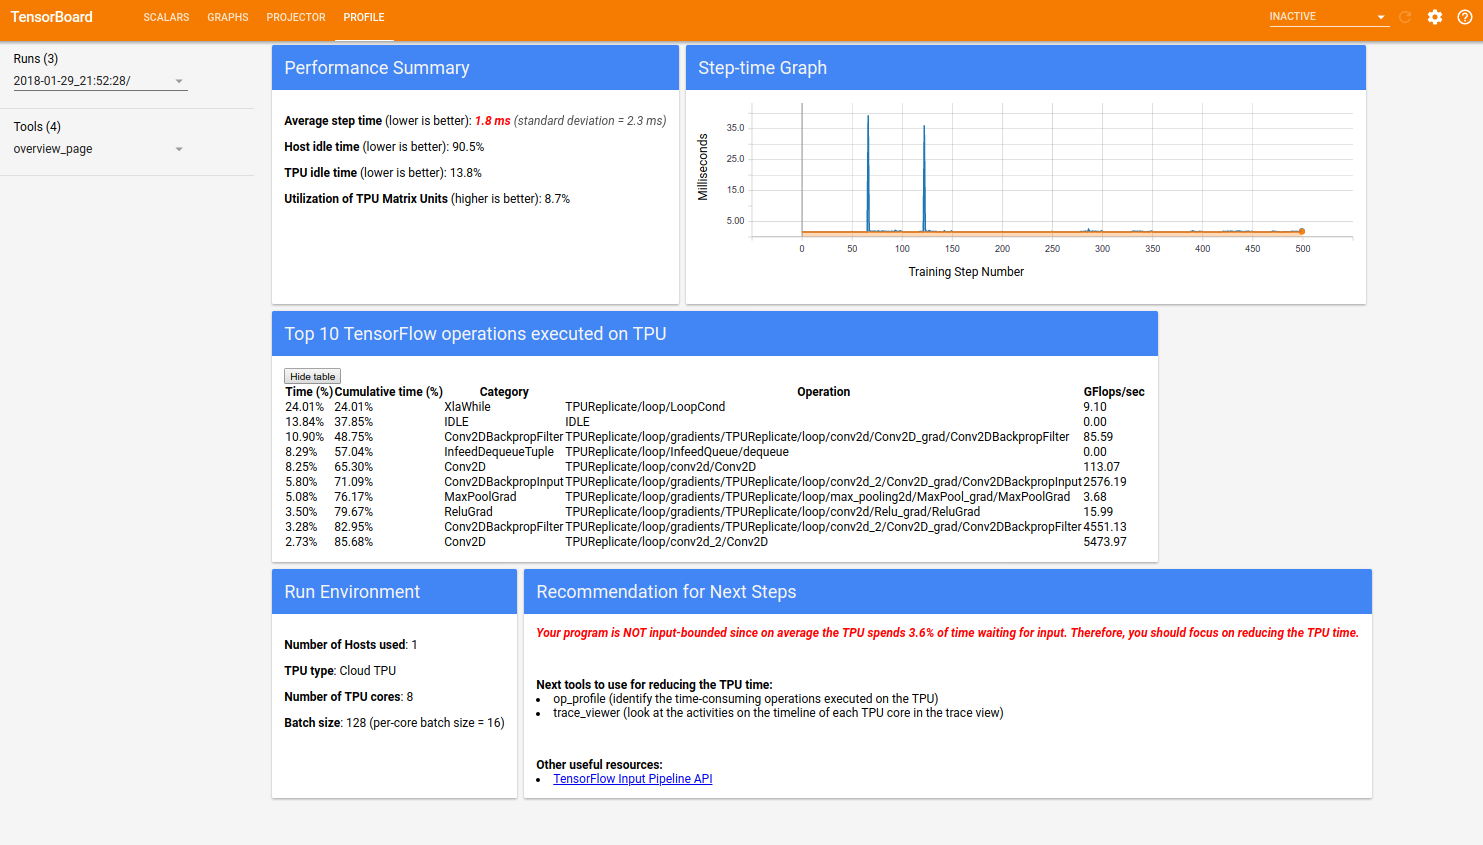 TensorBoard SCALARS GRAPHS PROJECTOR PROFILE INACTIVE
Runs (3)
2018-01-29_21:52:28/
Tools (4)
overview_page
Performance Summary
Average step time (lower is better): 1.8 ms (standard deviation = 2.3 ms)
Host idle time (lower is better): 90.5%
TPU idle time (lower is better): 13.8%
Utilization of TPU Matrix Units (higher is better): 8.7%
Step-time Graph
Milliseconds
35.0
25.0
15.0
5.00
0 50 100 150 200 250 300 350 400 450 500
Training Step Number
Top 10 TensorFlow operations executed on TPU
Hide table
Time (%) Cumulative time (%) Category Operation GFlops/sec
24.01% 24.01% XlaWhile TPUReplicate/loop/LoopCond 9.10
13.84% 37.85% IDLE IDLE 0.00
10.90% 48.75% Conv2DBackpropFilter TPUReplicate/loop/gradients/TPUReplicate/loop/conv2d/Conv2D_grad/Conv2DBackpropFilter 85.59
8.29% 57.04% InfeedDequeueTuple TPUReplicate/loop/InfeedQueue/dequeue 0.00
8.25% 65.30% Conv2D TPUReplicate/loop/conv2d/Conv2D 113.07
5.80% 71.09% Conv2DBackpropInput TPUReplicate/loop/gradients/TPUReplicate/loop/conv2d_2/Conv2D_grad/Conv2DBackpropInput 2576.19
5.08% 76.17% MaxPoolGrad TPUReplicate/loop/gradients/TPUReplicate/loop/max_pooling2d/MaxPool_grad/MaxPoolGrad 3.68
3.50% 79.67% ReluGrad TPUReplicate/loop/gradients/TPUReplicate/loop/conv2d/Relu_grad/ReluGrad 15.99
3.28% 82.95% Conv2DBackpropFilter TPUReplicate/loop/gradients/TPUReplicate/loop/conv2d_2/Conv2D_grad/Conv2DBackpropFilter 4551.13
2.73% 85.68% Conv2D TPUReplicate/loop/conv2d_2/Conv2D 5473.97
Run Environment
Number of Hosts used: 1
TPU type: Cloud TPU
Number of TPU cores: 8
Batch size: 128 (per-core batch size = 16)
Recommendation for Next Steps
Your program is NOT input-bounded since on average the TPU spends 3.6% of time waiting for input. Therefore, you should focus on reducing the TPU time.
Next tools to use for reducing the TPU time:
• op_profile (identify the time-consuming operations executed on the TPU)
• trace_viewer (look at the activities on the timeline of each TPU core in the trace view)
Other useful resources:
• TensorFlow Input Pipeline API